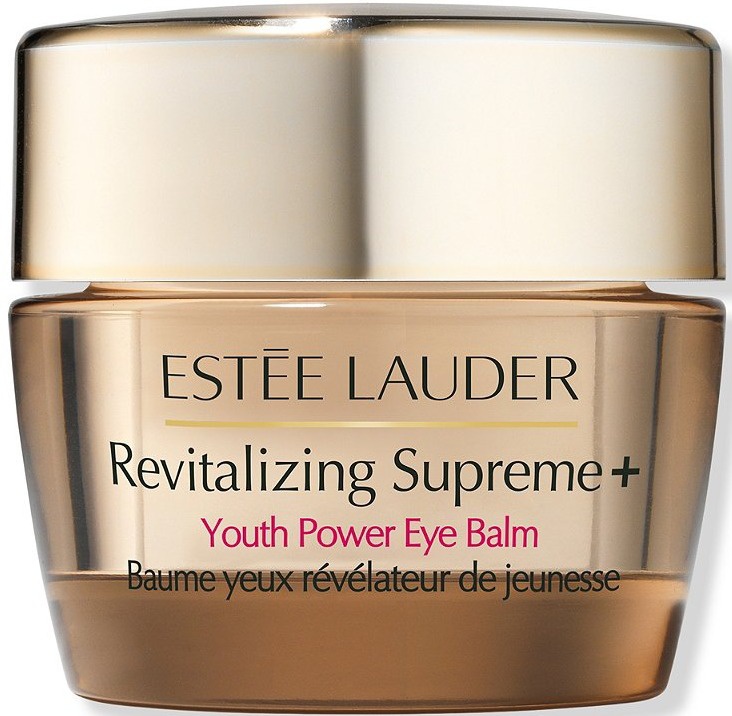 ESTĒE LAUDER
Revitalizing Supreme+
Youth Power Eye Balm
Baume yeux révélateur de jeunesse